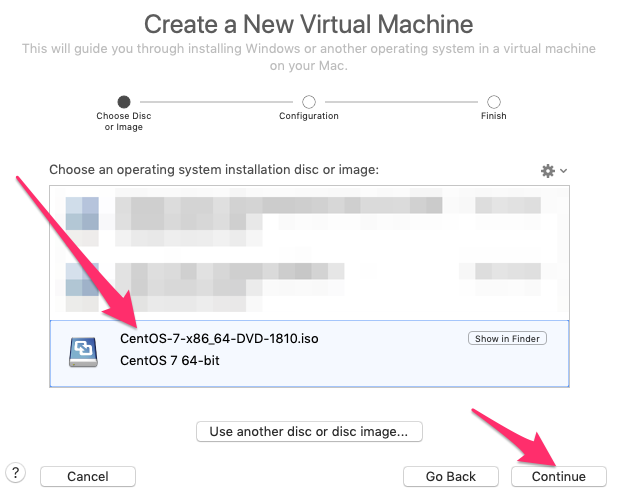 Create a New Virtual Machine
This will guide you through installing Windows or another operating system in a virtual machine
on your Mac.
Choose Disc
or Image
Configuration
Finish
Choose an operating system installation disc or image:
CentOS-7-x86_64-DVD-1810.iso
Show in Finder
CentOS 7 64-bit
Use another disc or disc image...
?
Cancel
Go Back
Continue